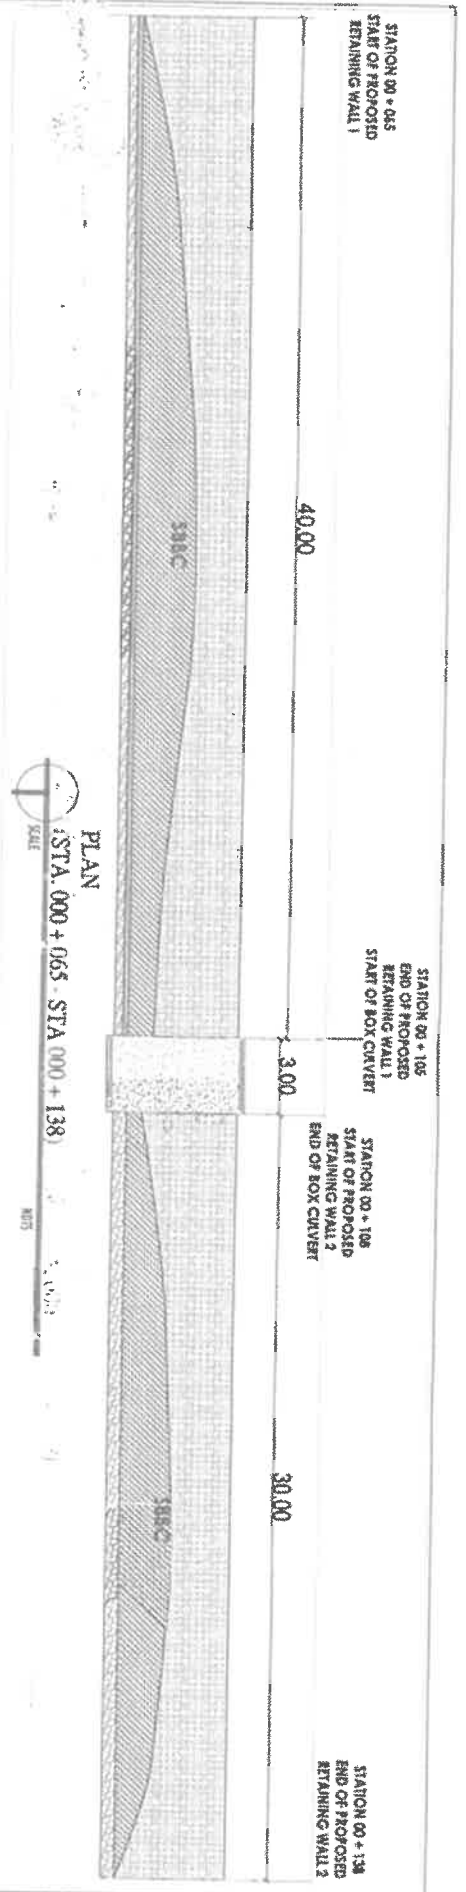 STATION 00 + 065
START OF PROPOSED
RETAINING WALL 1
40.00
SBBC
STATION 00 + 105
END OF PROPOSED
RETAINING WALL 1
START OF BOX CULVERT
3.00
STATION 00 + 108
START OF PROPOSED
RETAINING WALL 2
END OF BOX CULVERT
30.00
SBBC
STATION 00 + 138
END OF PROPOSED
RETAINING WALL 2
PLAN
(STA. 000 + 065 - STA 000 + 138)
SCALE